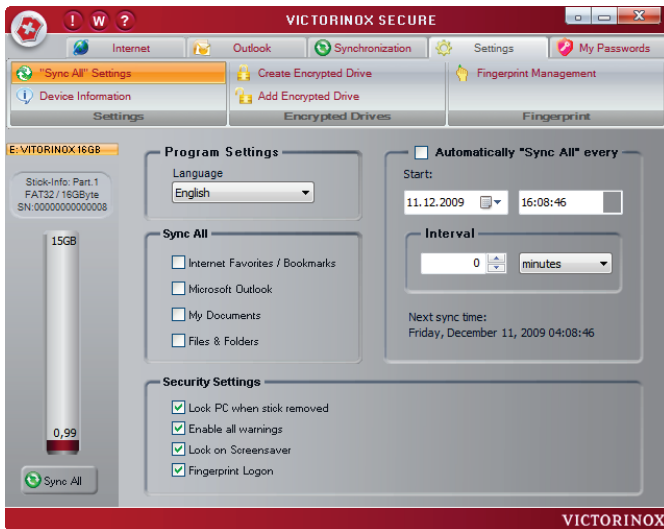 ! W ? VICTORINOX SECURE
Internet Outlook Synchronization Settings My Passwords
"Sync All" Settings
Device Information
Settings
Create Encrypted Drive
Add Encrypted Drive
Encrypted Drives
Fingerprint Management
Fingerprint
E: VITORINOX 16GB
Stick-Info: Part.1
FAT32 / 16GByte
SN:00000000000008
15GB
0,99
Sync All
Program Settings
Language
English
Sync All
Internet Favorites / Bookmarks
Microsoft Outlook
My Documents
Files & Folders
Automatically "Sync All" every
Start:
11.12.2009 16:08:46
Interval
0 minutes
Next sync time:
Friday, December 11, 2009 04:08:46
Security Settings
Lock PC when stick removed
Enable all warnings
Lock on Screensaver
Fingerprint Logon
VICTORINOX